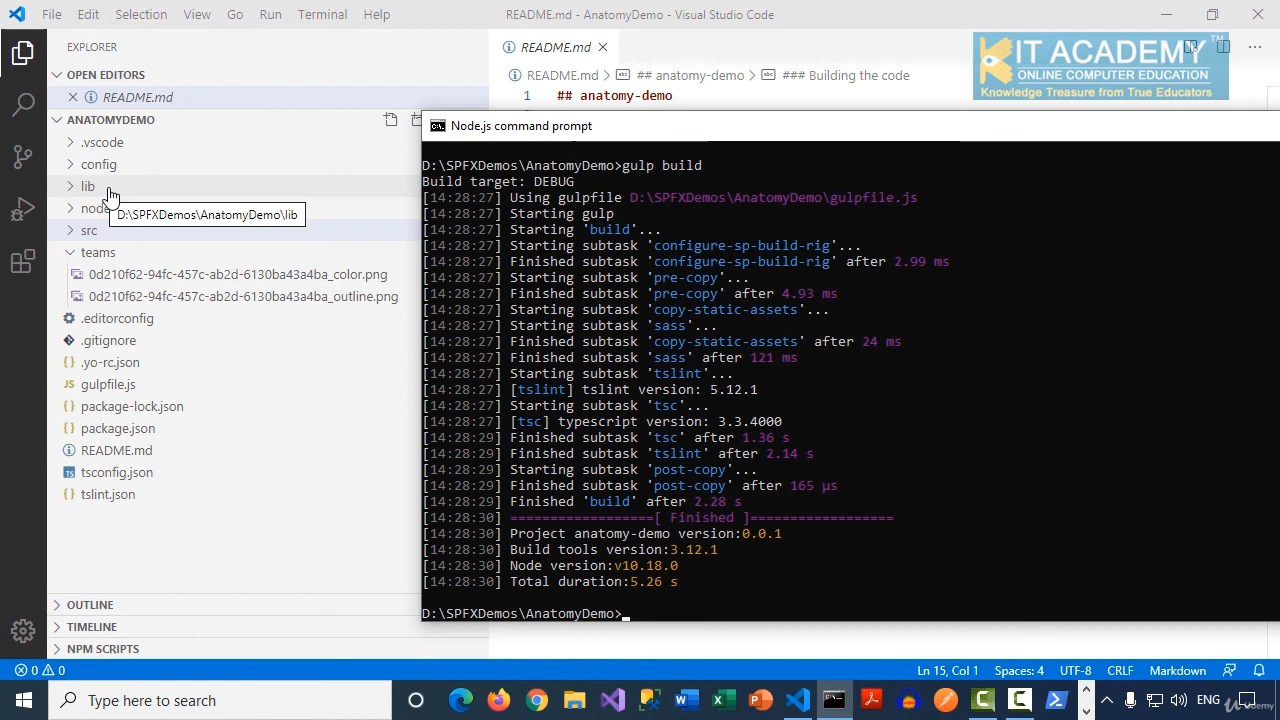 File Edit Selection View Go Run Terminal Help README.md - AnatomyDemo - Visual Studio Code
EXPLORER
OPEN EDITORS
README.md
ANATOMYDEMO
.vscode
config
lib
node
D:\SPFXDemos\AnatomyDemo\lib
src
teams
0d210f62-94fc-457c-ab2d-6130ba43a4ba_color.png
0d210f62-94fc-457c-ab2d-6130ba43a4ba_outline.png
.editorconfig
.gitignore
{ } .yo-rc.json
JS gulpfile.js
{ } package-lock.json
{ } package.json
README.md
TS tsconfig.json
{ } tslint.json
OUTLINE
TIMELINE
NPM SCRIPTS
README.md
README.md > ## anatomy-demo > ### Building the code
1 ## anatomy-demo
KIT ACADEMY TM
ONLINE COMPUTER EDUCATION
Knowledge Treasure from True Educators
Node.js command prompt
D:\SPFXDemos\AnatomyDemo>gulp build
Build target: DEBUG
[14:28:27] Using gulpfile D:\SPFXDemos\AnatomyDemo\gulpfile.js
[14:28:27] Starting gulp
[14:28:27] Starting 'build'...
[14:28:27] Starting subtask 'configure-sp-build-rig'...
[14:28:27] Finished subtask 'configure-sp-build-rig' after 2.99 ms
[14:28:27] Starting subtask 'pre-copy'...
[14:28:27] Finished subtask 'pre-copy' after 4.93 ms
[14:28:27] Starting subtask 'copy-static-assets'...
[14:28:27] Starting subtask 'sass'...
[14:28:27] Finished subtask 'copy-static-assets' after 24 ms
[14:28:27] Finished subtask 'sass' after 121 ms
[14:28:27] Starting subtask 'tslint'...
[14:28:27] [tslint] tslint version: 5.12.1
[14:28:27] Starting subtask 'tsc'...
[14:28:27] [tsc] typescript version: 3.3.4000
[14:28:29] Finished subtask 'tsc' after 1.36 s
[14:28:29] Finished subtask 'tslint' after 2.14 s
[14:28:29] Starting subtask 'post-copy'...
[14:28:29] Finished subtask 'post-copy' after 165 μs
[14:28:29] Finished 'build' after 2.28 s
[14:28:30] ==================[ Finished ]==================
[14:28:30] Project anatomy-demo version:0.0.1
[14:28:30] Build tools version:3.12.1
[14:28:30] Node version:v10.18.0
[14:28:30] Total duration:5.26 s
D:\SPFXDemos\AnatomyDemo>
0 0 Ln 15, Col 1 Spaces: 4 UTF-8 CRLF Markdown
Type here to search
ENG
Udemy